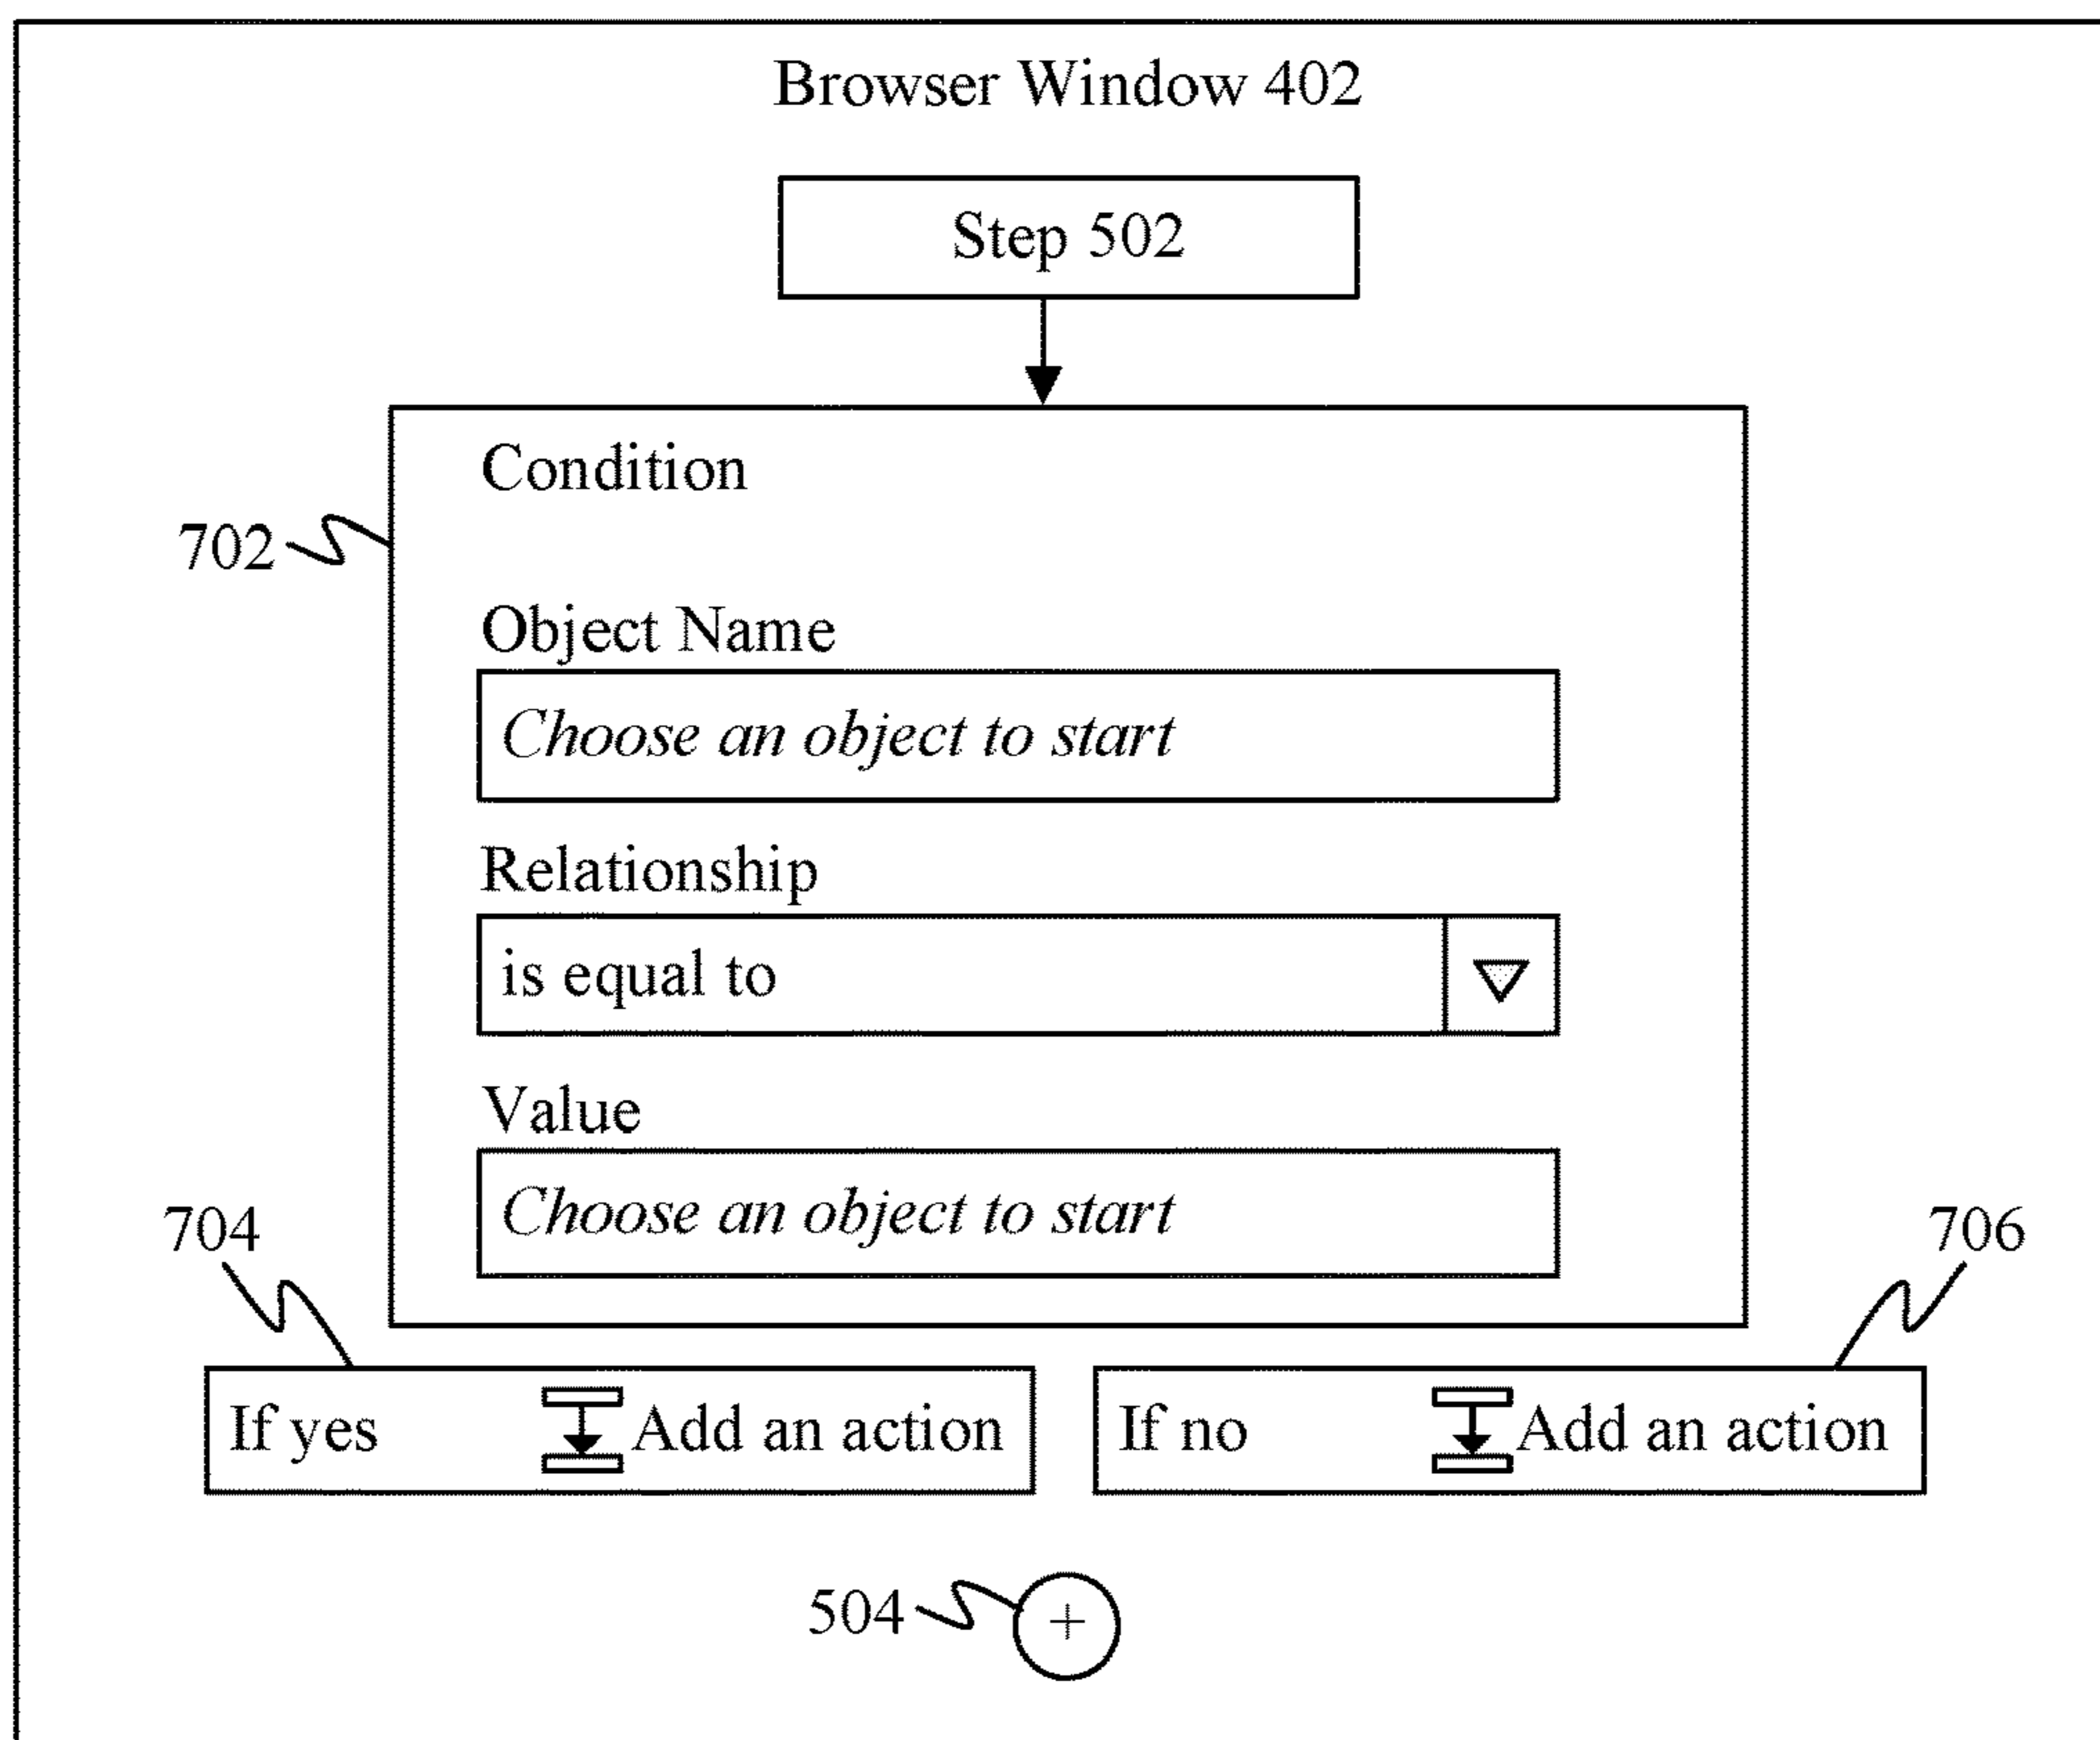 Browser Window 402
Step 502
Condition
702
Object Name
Choose an object to start
Relationship
is equal to
Value
Choose an object to start
704
706
If yes Add an action
If no Add an action
504 +